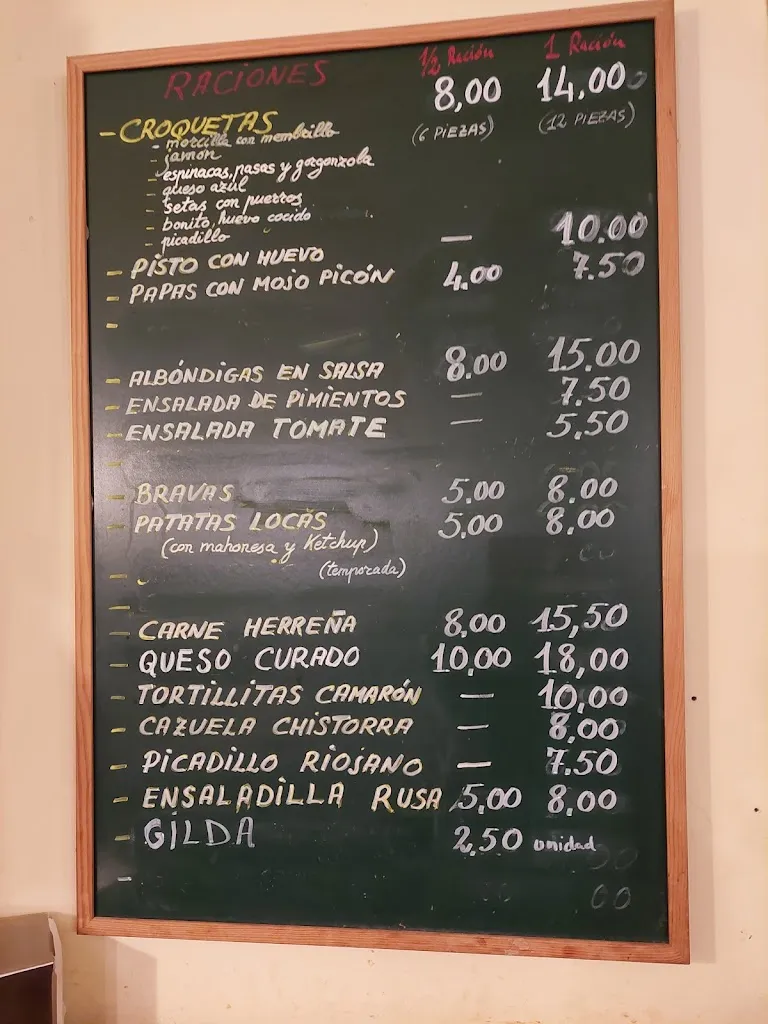 RACIONES ½ Ración 1 Ración
8,00 14,00
- CROQUETAS (6 PIEZAS) (12 PIEZAS)
- morcilla con membrillo
- jamón
- espinacas, pasas y gorgonzola
- queso azul
- setas con puerros
- bonito, huevo cocido
- picadillo
- PISTO CON HUEVO — 10.00
- PAPAS CON MOJO PICÓN 4.00 7.50
-
- ALBÓNDIGAS EN SALSA 8.00 15.00
- ENSALADA DE PIMIENTOS — 7.50
- ENSALADA TOMATE — 5,50
-
- BRAVAS 5.00 8.00
- PATATAS LOCAS 5,00 8,00
(con mahonesa y Ketchup)
- (temporada)
-
- CARNE HERREÑA 8,00 15,50
- QUESO CURADO 10,00 18,00
- TORTILLITAS CAMARÓN — 10,00
- CAZUELA CHISTORRA — 8,00
- PICADILLO RIOJANO — 7.50
- ENSALADILLA RUSA 5,00 8,00
- GILDA 2,50 unidad
-